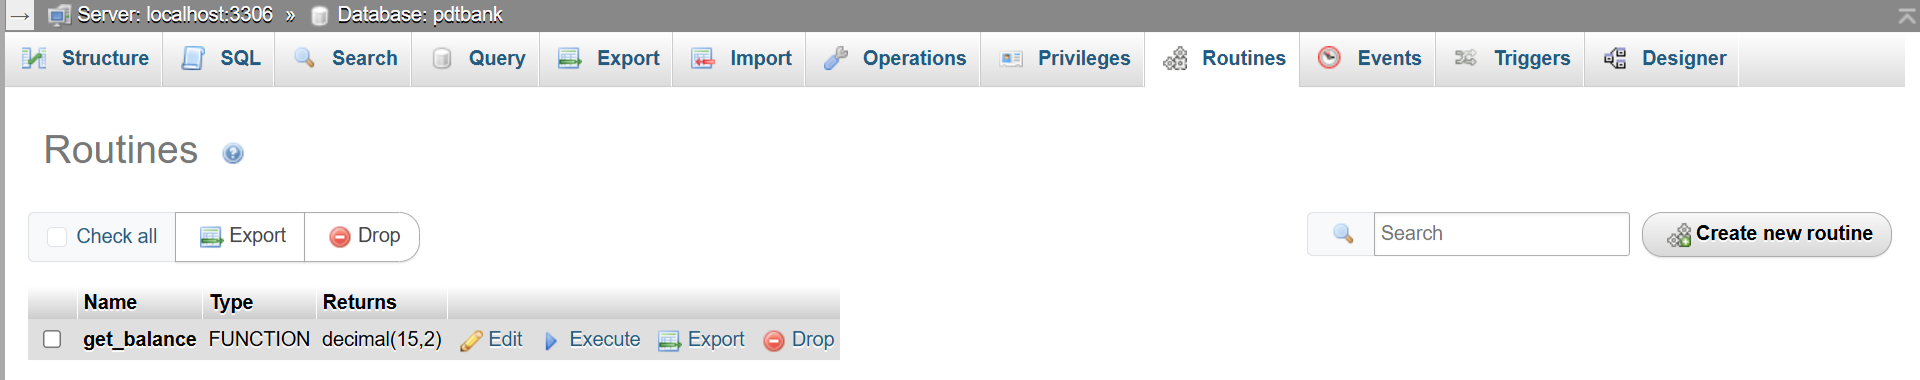 → Server: localhost:3306 » Database: pdtbank
Structure SQL Search Query Export Import Operations Privileges Routines Events Triggers Designer
Routines
Check all Export Drop Search Create new routine
Name Type Returns
get_balance FUNCTION decimal(15,2) Edit Execute Export Drop